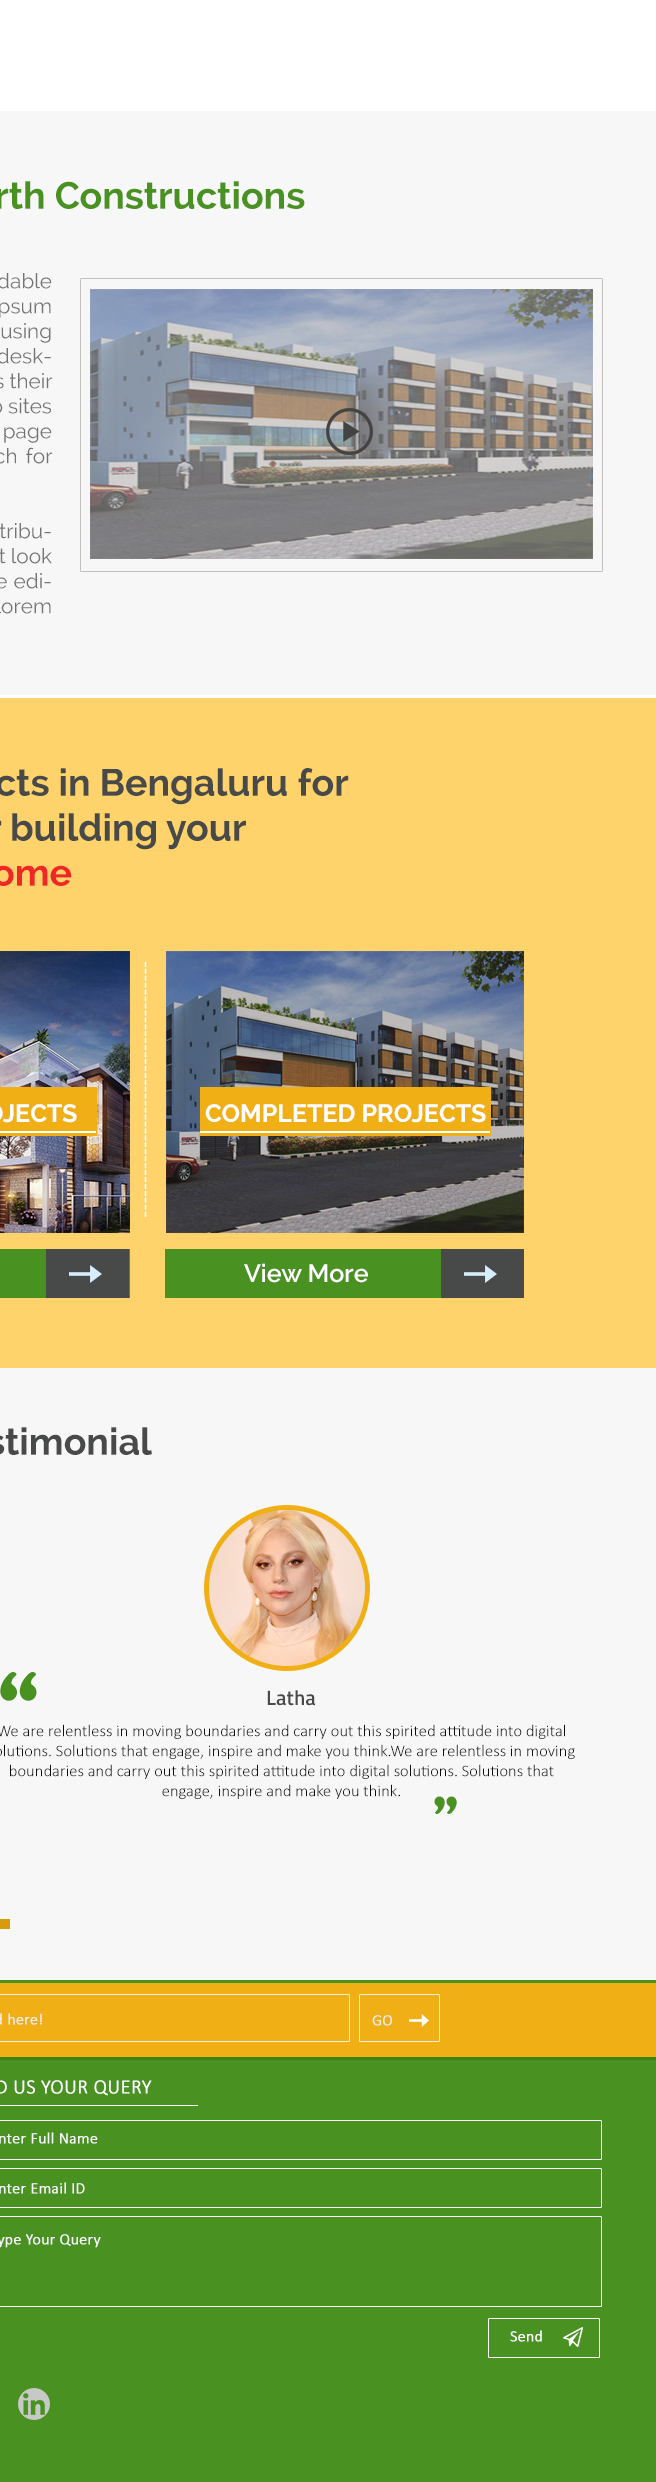 rth Constructions
dable
psum
using
desk-
s their
o sites
page
ch for
tribu-
t look
e edi-
Lorem
cts in Bengaluru for
r building your
ome
OJECTS
COMPLETED PROJECTS
View More
stimonial
“
Latha
We are relentless in moving boundaries and carry out this spirited attitude into digital
olutions. Solutions that engage, inspire and make you think.We are relentless in moving
boundaries and carry out this spirited attitude into digital solutions. Solutions that
engage, inspire and make you think.
”
l here!
GO
D US YOUR QUERY
nter Full Name
nter Email ID
ype Your Query
Send
in